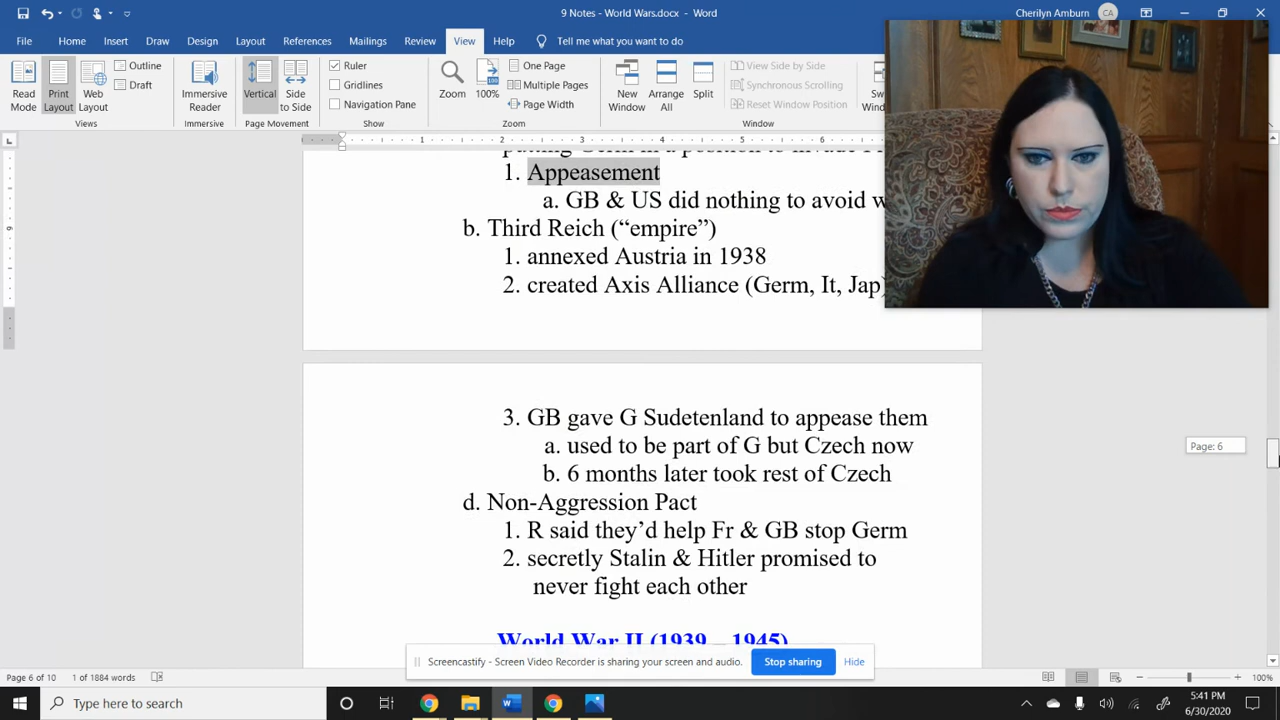 9 Notes - World Wars.docx - Word
Cherilyn Amburn CA
File Home Insert Draw Design Layout References Mailings Review View Help Tell me what you want to do
Read Mode
Print Layout
Web Layout
Outline
Draft
Views
Immersive Reader
Immersive
Vertical
Side to Side
Page Movement
Ruler
Gridlines
Navigation Pane
Show
Zoom
100%
One Page
Multiple Pages
Page Width
Zoom
New Window
Arrange All
Split
View Side by Side
Synchronous Scrolling
Reset Window Position
Window
1 2 3 4 5 6
1. Appeasement
a. GB & US did nothing to avoid
b. Third Reich (“empire”)
1. annexed Austria in 1938
2. created Axis Alliance (Germ, It, Jap)
3. GB gave G Sudetenland to appease them
a. used to be part of G but Czech now
b. 6 months later took rest of Czech
d. Non-Aggression Pact
1. R said they’d help Fr & GB stop Germ
2. secretly Stalin & Hitler promised to
never fight each other
World War II (1939 – 1945)
Page: 6
Screencastify - Screen Video Recorder is sharing your screen and audio. Stop sharing Hide
Page 6 of 10 1 of 1884 words
100%
Type here to search
5:41 PM
6/30/2020